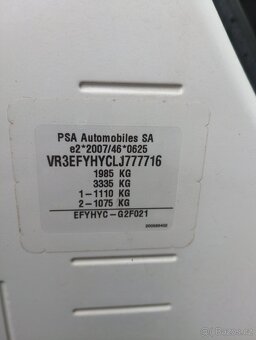 PSA Automobiles SA
e2*2007/46*0625
VR3EFYHYCLJ777716
1985 KG
3335 KG
1-1110 KG
2-1075 KG
EFYHYC-G2F021